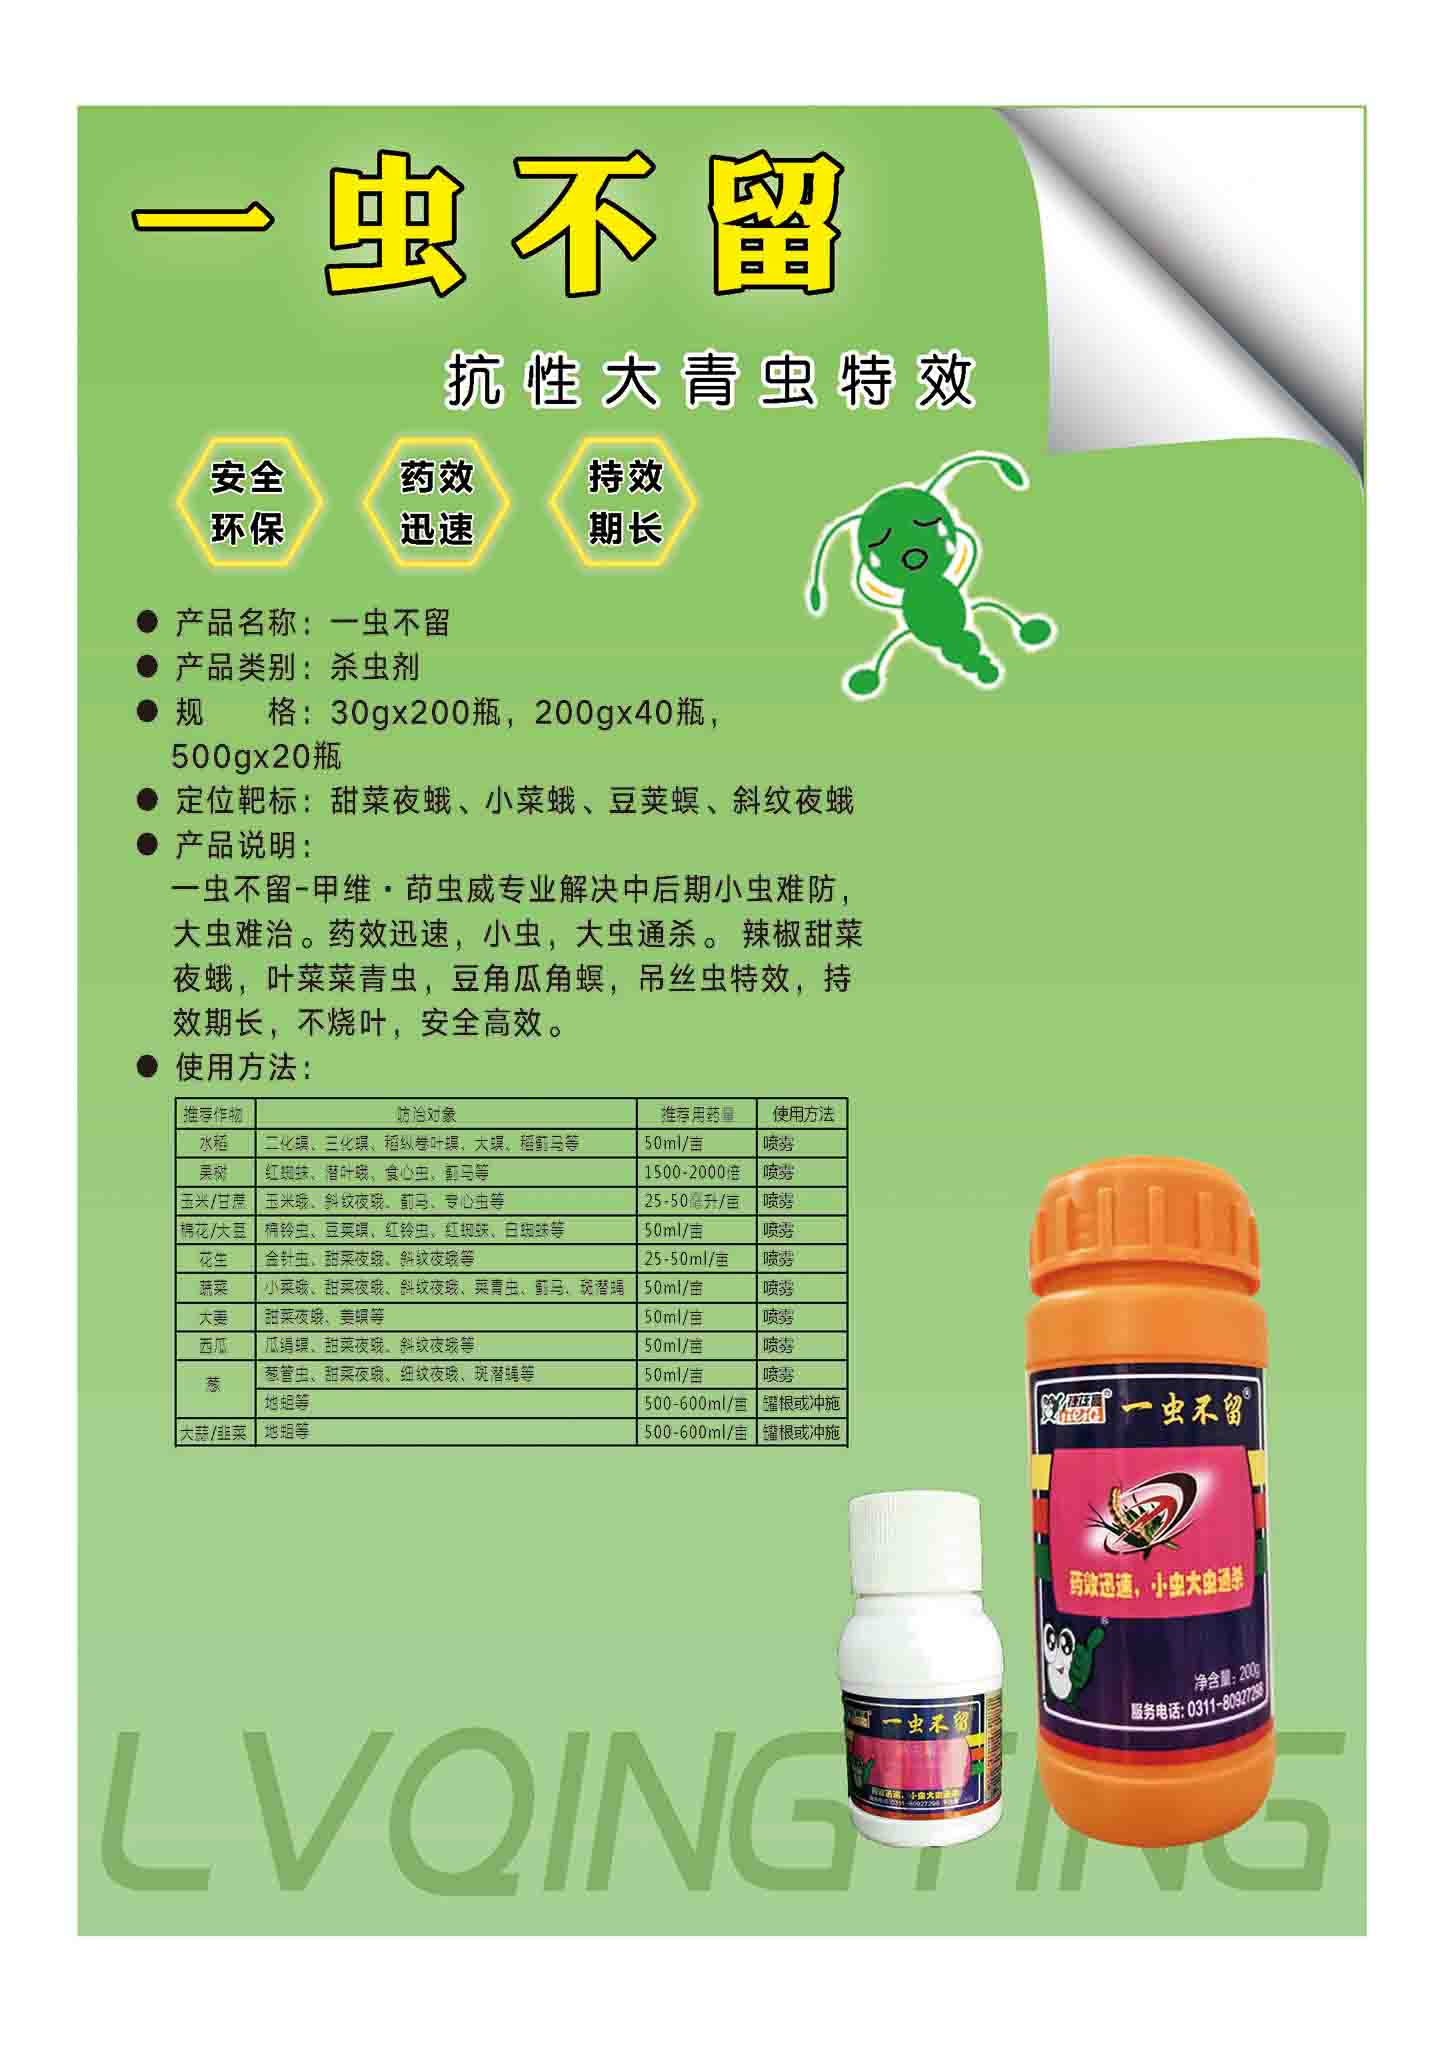 一虫不留
抗性大青虫特效
安全 药效 持效
环保 迅速 期长
● 产品名称：一虫不留
● 产品类别：杀虫剂
● 规 格：30gx200瓶，200gx40瓶，
500gx20瓶
● 定位靶标：甜菜夜蛾、小菜蛾、豆荚螟、斜纹夜蛾
● 产品说明：
一虫不留-甲维·茚虫威专业解决中后期小虫难防，
大虫难治。药效迅速，小虫，大虫通杀。辣椒甜菜
夜蛾，叶菜菜青虫，豆角瓜角螟，吊丝虫特效，持
效期长，不烧叶，安全高效。
● 使用方法：
推荐作物 防治对象 推荐用药量 使用方法
水稻 二化螟、三化螟、稻纵卷叶螟、大螟、稻蓟马等 50ml/亩 喷雾
果树 红蜘蛛、潜叶蛾、食心虫、蓟马等 1500-2000倍 喷雾
玉米/甘蔗 玉米螟、斜纹夜蛾、蓟马、专心虫等 25-50毫升/亩 喷雾
棉花/大豆 棉铃虫、豆荚螟、红铃虫、红蜘蛛、白蜘蛛等 50ml/亩 喷雾
花生 金针虫、甜菜夜蛾、斜纹夜蛾等 25-50ml/亩 喷雾
蔬菜 小菜蛾、甜菜夜蛾、斜纹夜蛾、菜青虫、蓟马、斑潜蝇 50ml/亩 喷雾
大姜 甜菜夜蛾、姜螟等 50ml/亩 喷雾
西瓜 瓜绢螟、甜菜夜蛾、斜纹夜蛾等 50ml/亩 喷雾
葱 葱管虫、甜菜夜蛾、细纹夜蛾、斑潜蝇等 50ml/亩 喷雾
地蛆等 500-600ml/亩 罐根或冲施
大蒜/韭菜 地蛆等 500-600ml/亩 罐根或冲施
一虫不留®
药效迅速，小虫大虫通杀
净含量：200g
服务电话：0311-80927298
一虫不留
药效迅速，小虫大虫通杀
0311-80927298
LVQINGTING